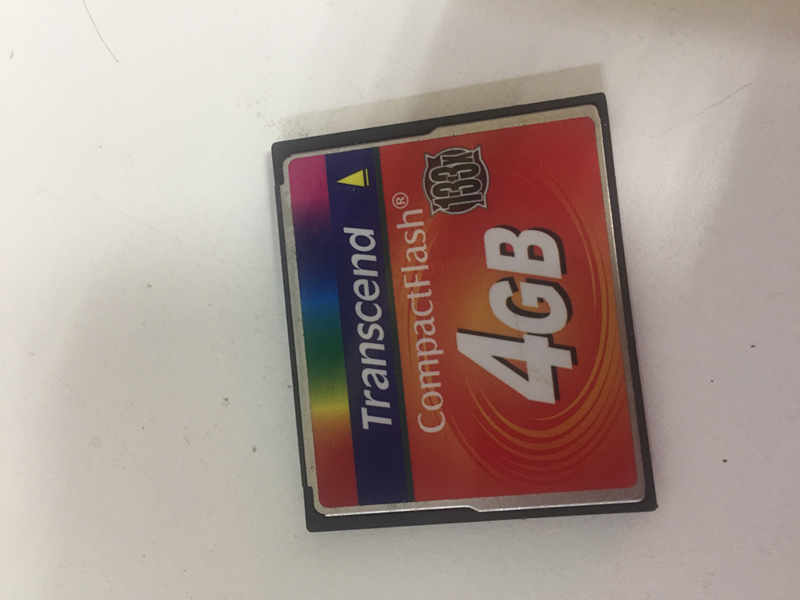 Transcend
CompactFlash®
133x
4GB